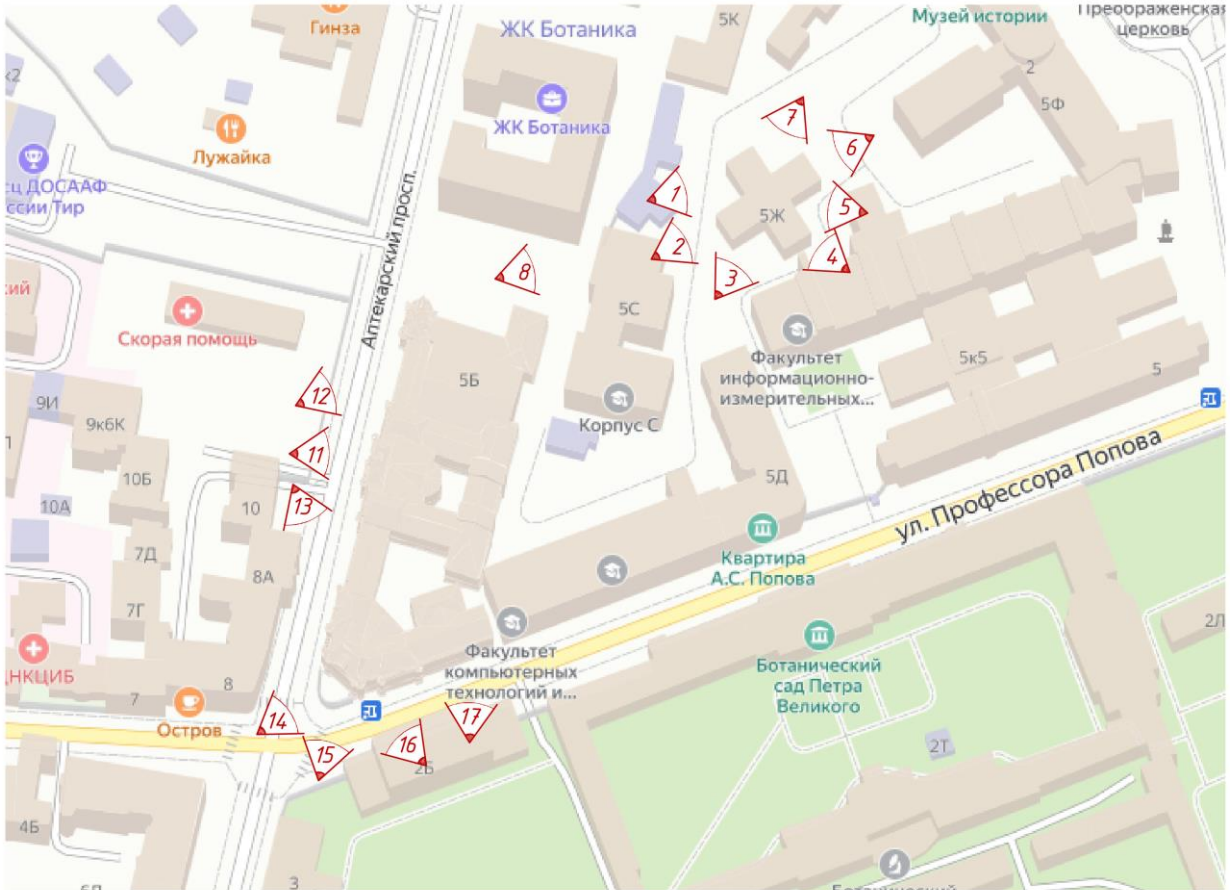 Гинза
ЖК Ботаника
5К
Музей истории
Преображенская
церковь
к2
2
5Ф
ЖК Ботаника
7
Лужайка
6
ДОСААФ
ссии Тир
1
5Ж
5
2
4
3
8
Аптекарский просп.
5С
Скорая помощь
Факультет
информационно-
измерительных...
5к5
5
5Б
12
9И
9к6К
Корпус С
11
10Б
5Д
ул. Профессора Попова
13
10А
10
Квартира
А.С. Попова
7Д
8А
7Г
2Л
Факультет
компьютерных
технологий и...
Ботанический
сад Петра
Великого
НКЦИБ
7
8
Остров
14
17
15
16
2Б
2Т
4Б
3